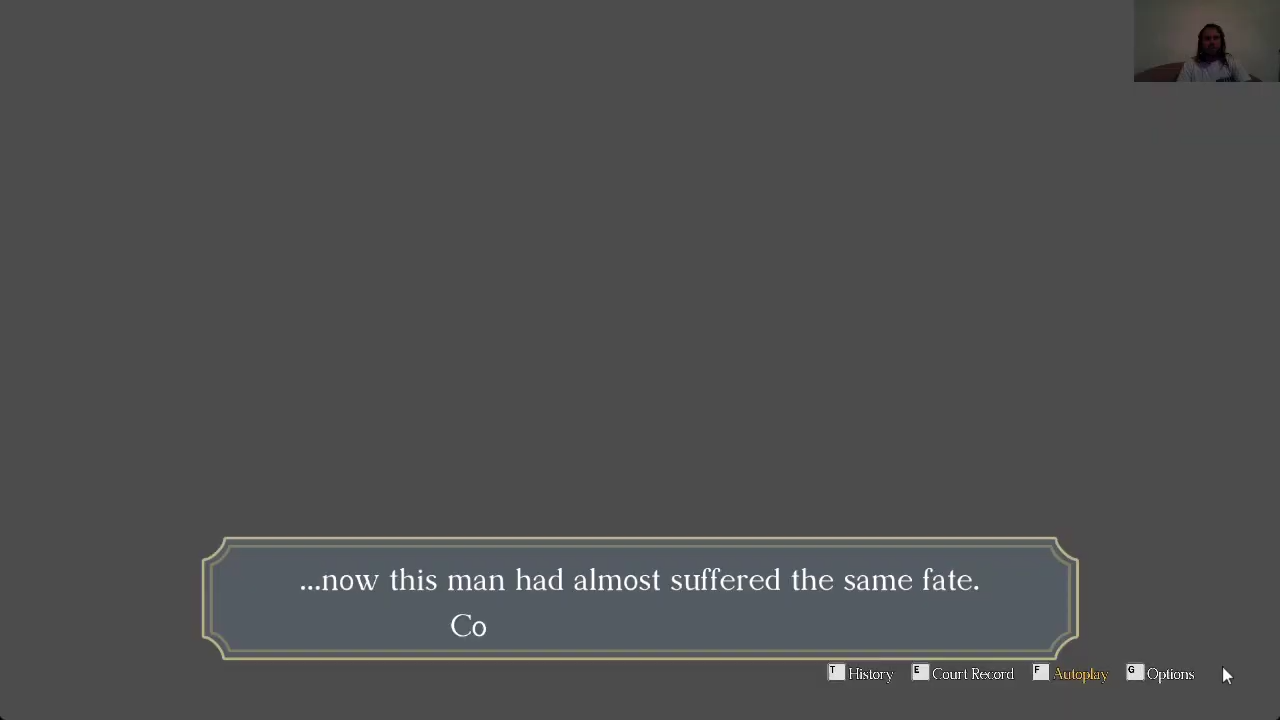 ...now this man had almost suffered the same fate.
Co
T History E Court Record F Autoplay G Options